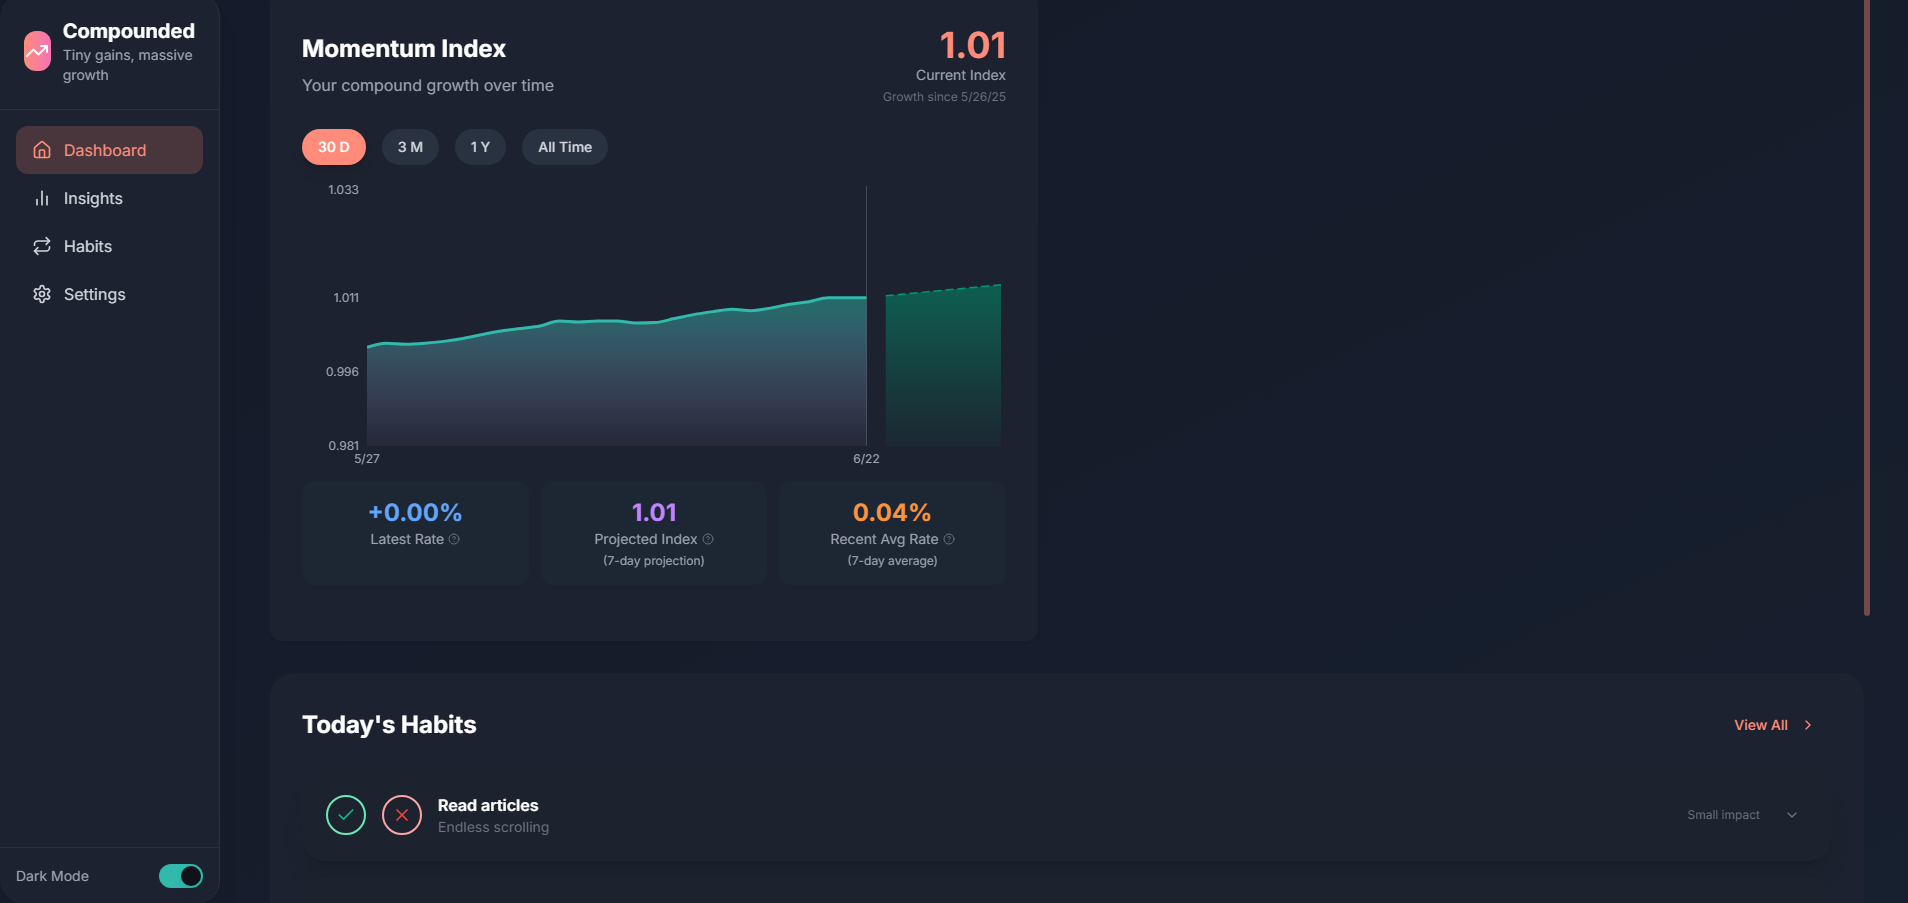 Compounded
Tiny gains, massive
growth
Dashboard
Insights
Habits
Settings
Dark Mode
Momentum Index
Your compound growth over time
1.01
Current Index
Growth since 5/26/25
30 D
3 M
1 Y
All Time
1.033
1.011
0.996
0.981
5/27
6/22
+0.00%
Latest Rate ?
1.01
Projected Index ?
(7-day projection)
0.04%
Recent Avg Rate ?
(7-day average)
Today's Habits
View All
Read articles
Endless scrolling
Small impact